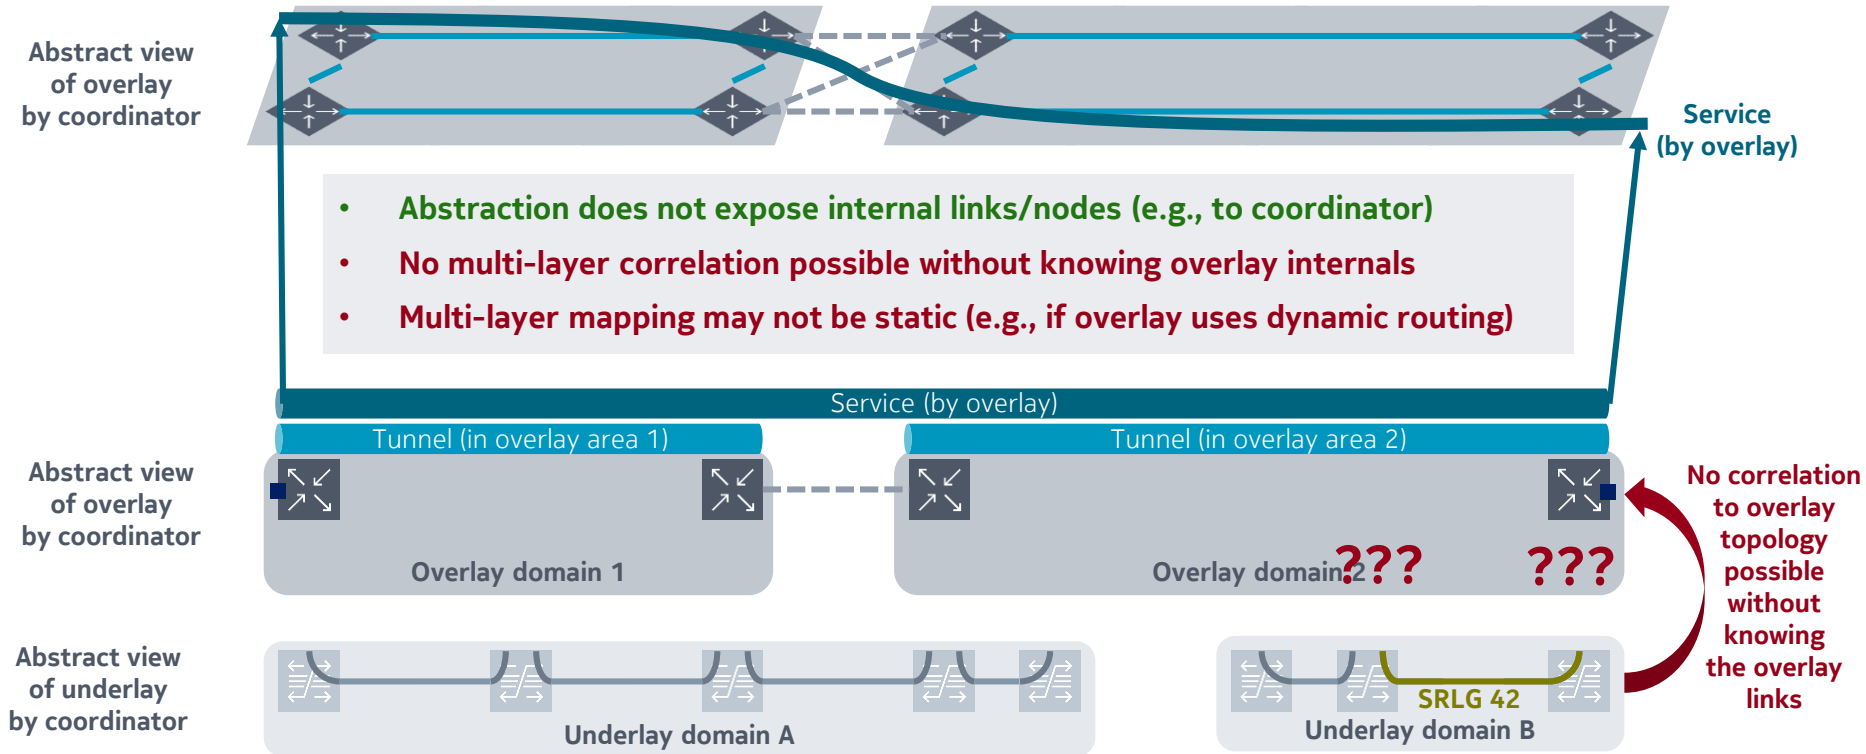 Abstract view
of overlay
by coordinator
Service
(by overlay)
• Abstraction does not expose internal links/nodes (e.g., to coordinator)
• No multi-layer correlation possible without knowing overlay internals
• Multi-layer mapping may not be static (e.g., if overlay uses dynamic routing)
Service (by overlay)
Tunnel (in overlay area 1)
Tunnel (in overlay area 2)
Abstract view
of overlay
by coordinator
Overlay domain 1
Overlay domain 2
???
???
No correlation
to overlay
topology
possible
without
knowing
the overlay
links
Abstract view
of underlay
by coordinator
SRLG 42
Underlay domain A
Underlay domain B